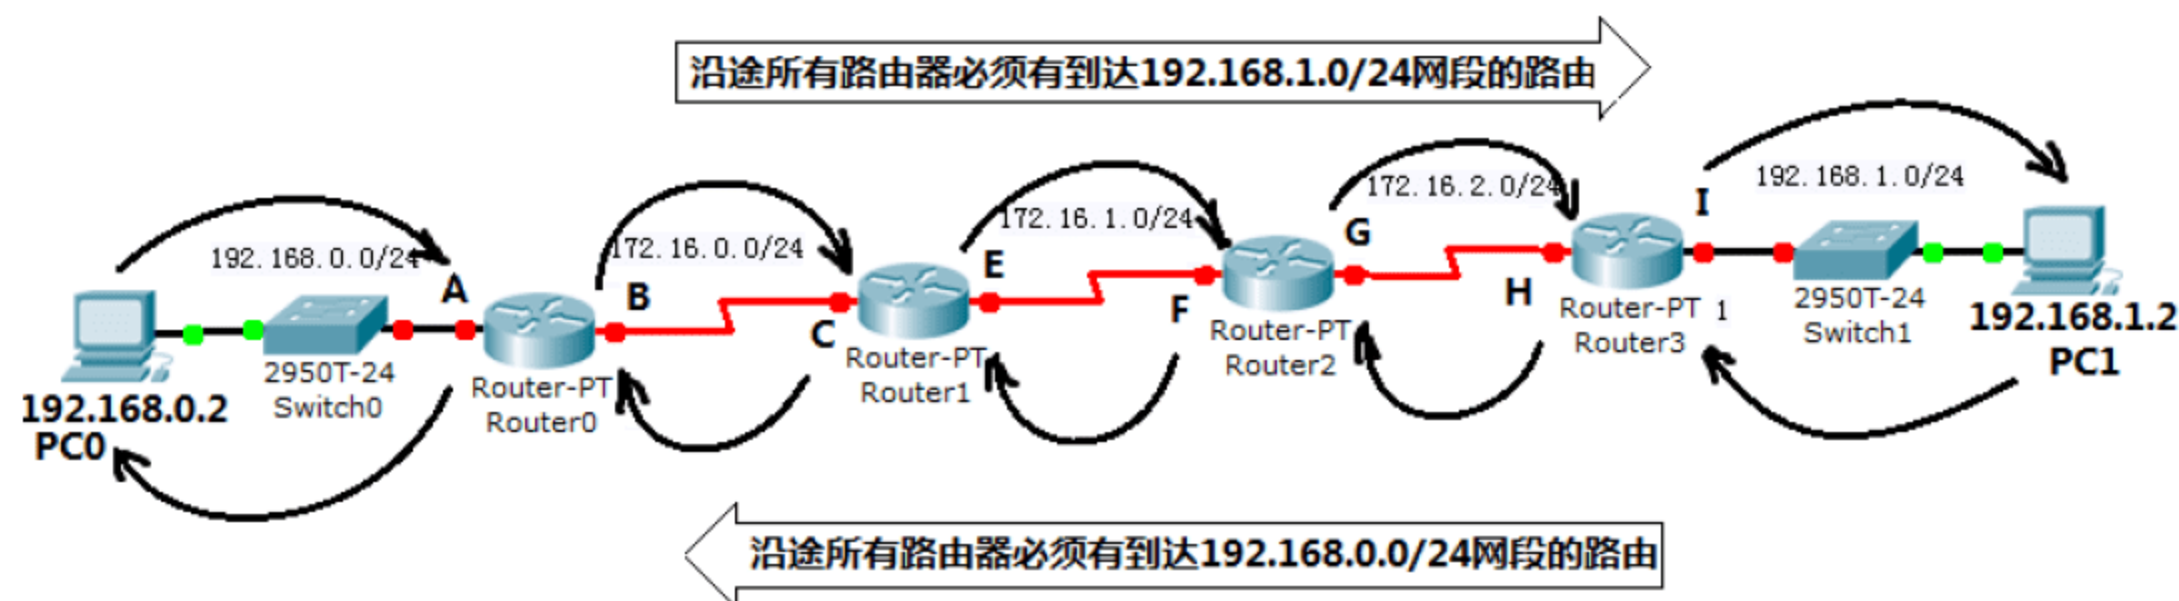 沿途所有路由器必须有到达192.168.1.0/24网段的路由
192.168.0.0/24
172.16.0.0/24
172.16.1.0/24
172.16.2.0/24
192.168.1.0/24
A
B
C
E
F
G
H
I
192.168.0.2
PC0
2950T-24
Switch0
Router-PT
Router0
Router-PT
Router1
Router-PT
Router2
Router-PT 1
Router3
2950T-24
Switch1
192.168.1.2
PC1
沿途所有路由器必须有到达192.168.0.0/24网段的路由